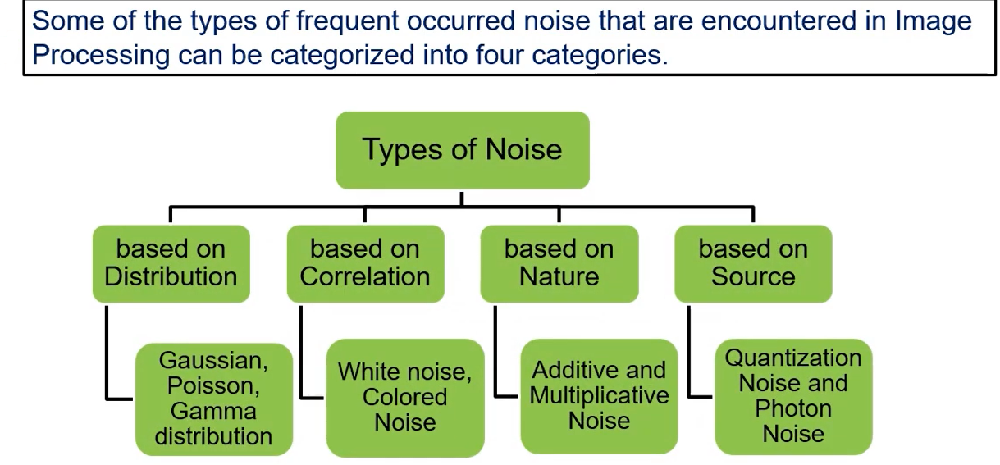 Some of the types of frequent occurred noise that are encountered in Image
Processing can be categorized into four categories.
Types of Noise
based on
Distribution
based on
Correlation
based on
Nature
based on
Source
Gaussian,
Poisson,
Gamma
distribution
White noise,
Colored
Noise
Additive and
Multiplicative
Noise
Quantization
Noise and
Photon
Noise